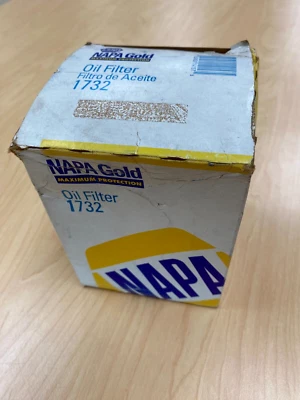 NAPA Gold
Oil Filter
Filtro de Aceite
1732
NAPA Gold
MAXIMUM PROTECTION
Oil Filter
1732
NAPA